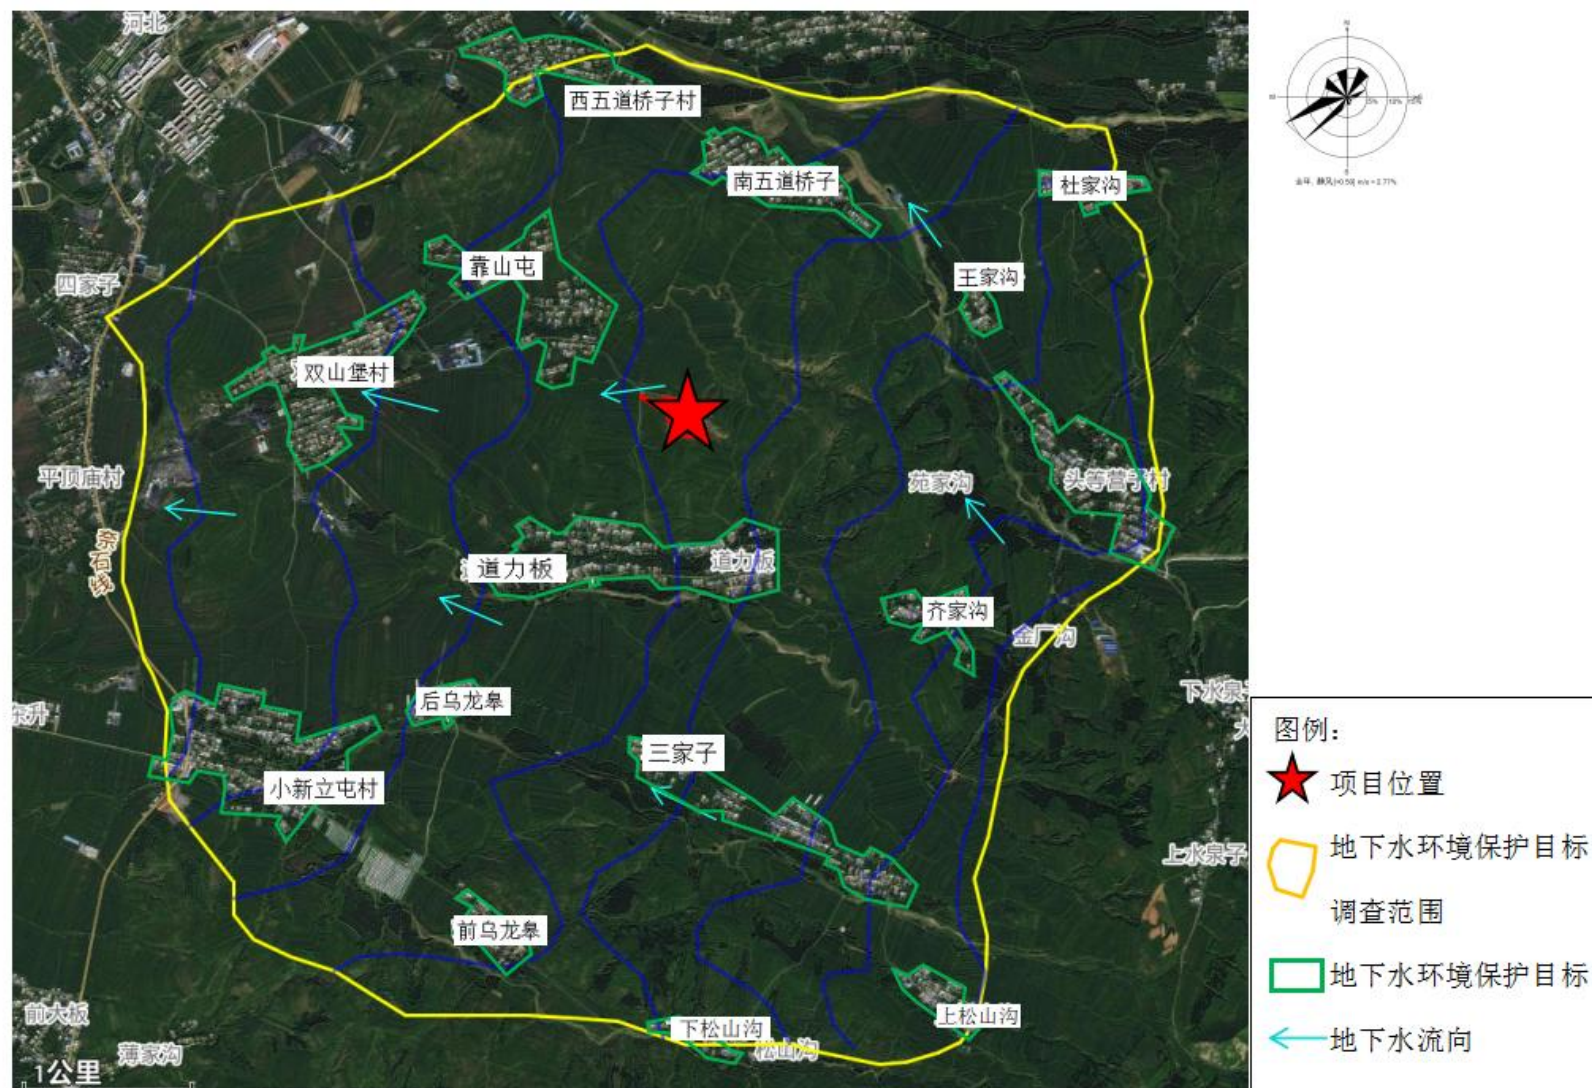 河北
西五道桥子村
南五道桥子
杜家沟
四家子
靠山屯
王家沟
双山堡村
平顶庙村
苑家沟
头等营子村
奈石线
道力板
道力板
齐家沟
金厂沟
下水泉子
后乌龙皋
东升
三家子
小新立屯村
上水泉子
前乌龙皋
前大板
下松山沟
松山沟
上松山沟
薄家沟
1公里
图例：
项目位置
地下水环境保护目标
调查范围
地下水环境保护目标
地下水流向